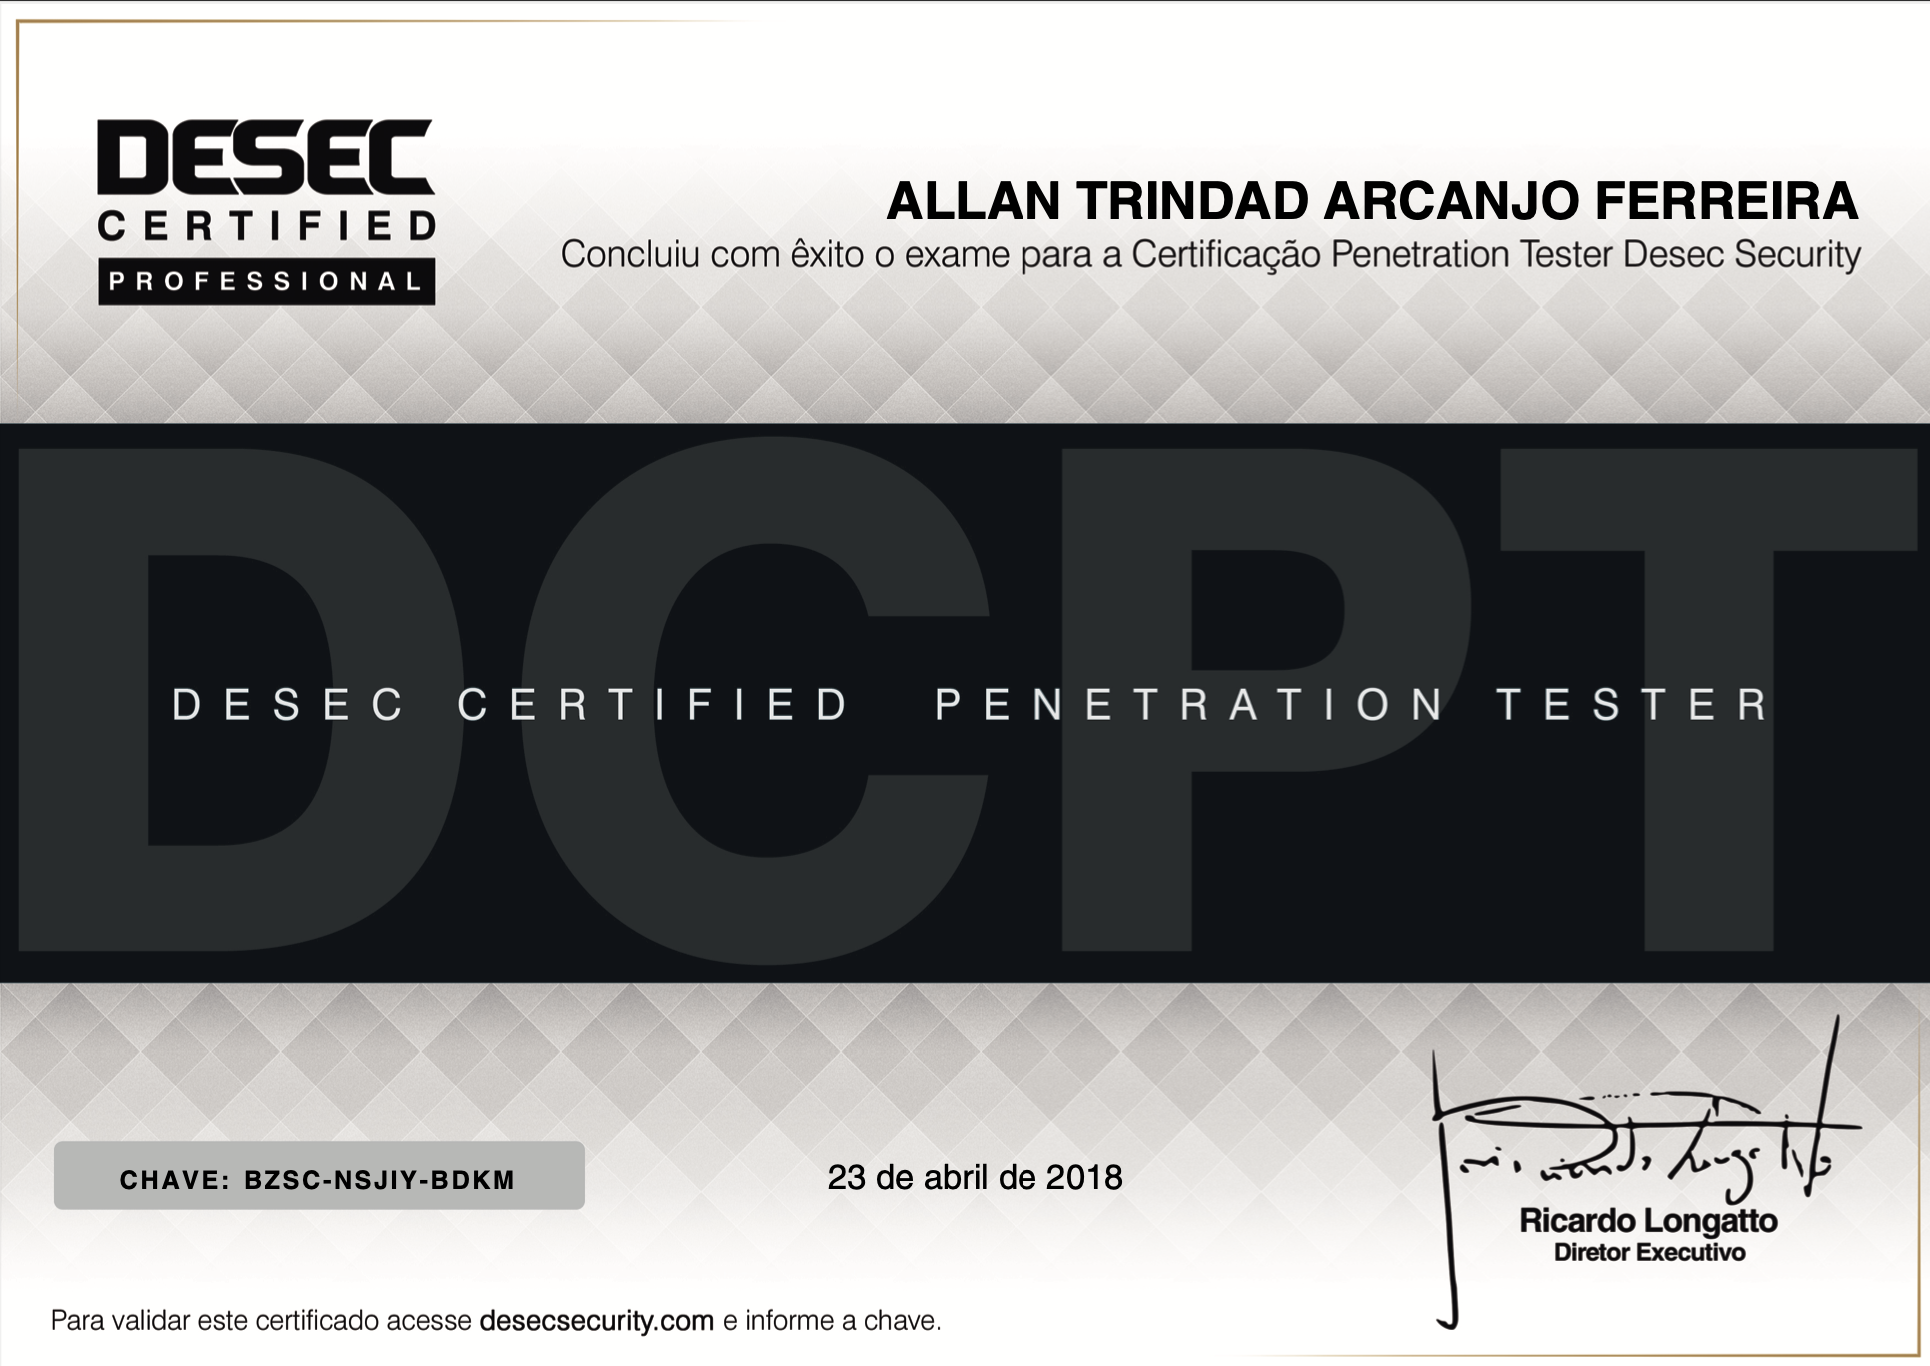 DESEC
CERTIFIED
PROFESSIONAL
ALLAN TRINDAD ARCANJO FERREIRA
Concluiu com êxito o exame para a Certificação Penetration Tester Desec Security
DCPT
DESEC CERTIFIED PENETRATION TESTER
CHAVE: BZSC-NSJIY-BDKM
23 de abril de 2018
Ricardo Longatto
Diretor Executivo
Para validar este certificado acesse desecsecurity.com e informe a chave.